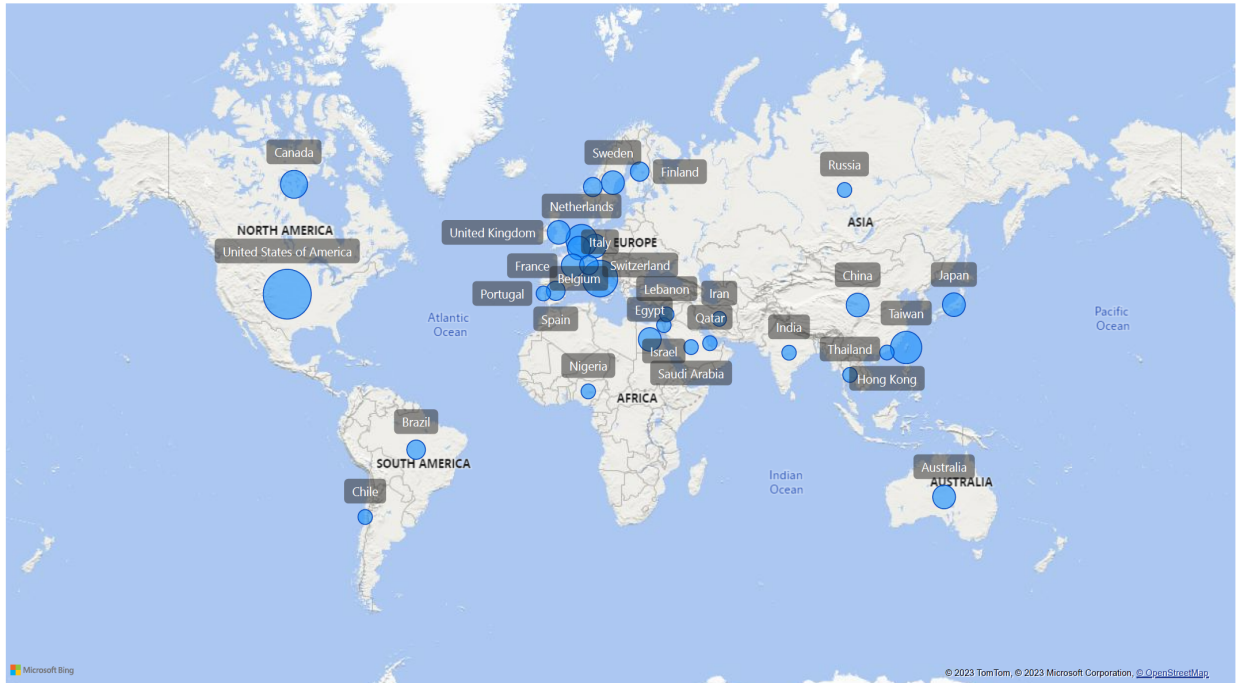 Canada
Sweden
Finland
Russia
Netherlands
NORTH AMERICA
United Kingdom
ASIA
United States of America
Italy
EUROPE
France
Switzerland
Belgium
China
Japan
Portugal
Lebanon
Iran
Atlantic
Ocean
Spain
Egypt
Qatar
India
Taiwan
Pacific
Ocean
Israel
Thailand
Nigeria
Saudi Arabia
Hong Kong
AFRICA
Brazil
SOUTH AMERICA
Australia
AUSTRALIA
Indian
Ocean
Chile
Microsoft Bing
© 2023 TomTom, © 2023 Microsoft Corporation, © OpenStreetMap